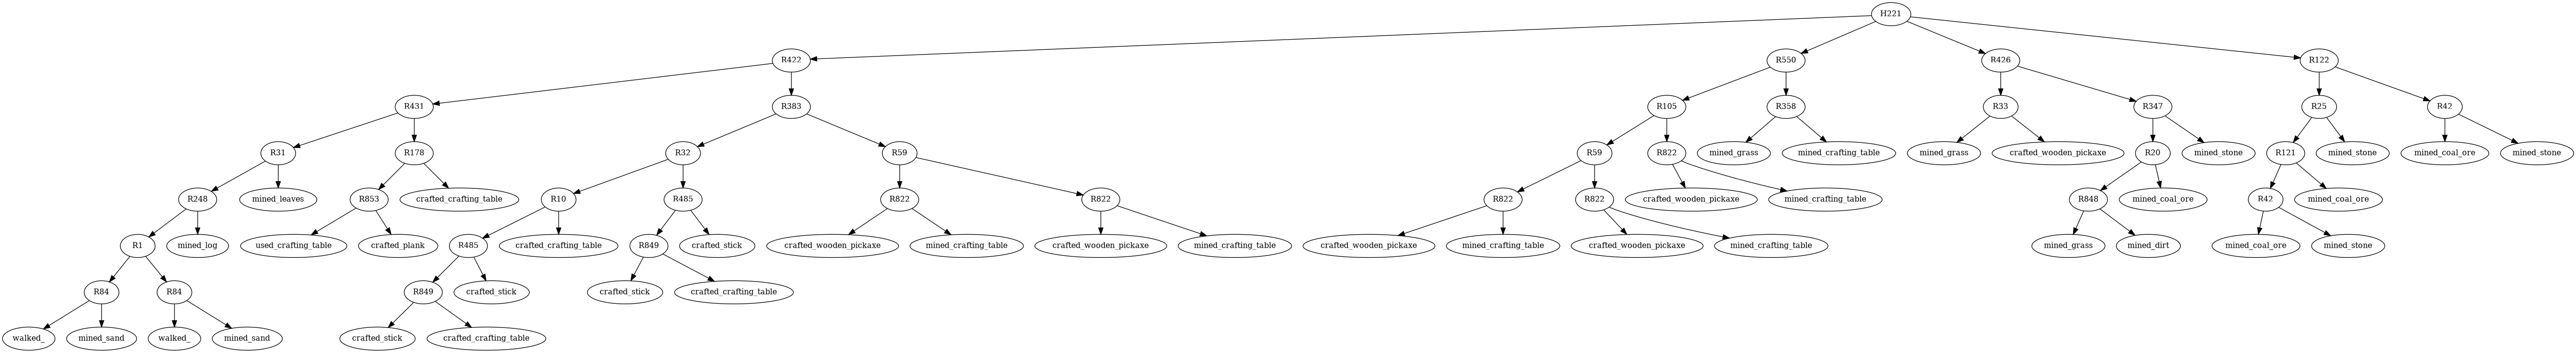 H221
R422 R550 R426 R122
R431 R383 R105 R358 R33 R347 R25 R42
R31 R178 R32 R59 R59 R822 mined_grass mined_crafting_table mined_grass crafted_wooden_pickaxe R20 mined_stone R121 mined_stone mined_coal_ore mined_stone
R248 mined_leaves R853 crafted_crafting_table R10 R485 R822 R822 R822 R822 crafted_wooden_pickaxe mined_crafting_table R848 mined_coal_ore R42 mined_coal_ore
R1 mined_log used_crafting_table crafted_plank R485 crafted_crafting_table R849 crafted_stick crafted_wooden_pickaxe mined_crafting_table crafted_wooden_pickaxe mined_crafting_table crafted_wooden_pickaxe mined_crafting_table crafted_wooden_pickaxe mined_crafting_table mined_grass mined_dirt mined_coal_ore mined_stone
R84 R84 R849 crafted_stick crafted_stick crafted_crafting_table
walked_ mined_sand walked_ mined_sand crafted_stick crafted_crafting_table